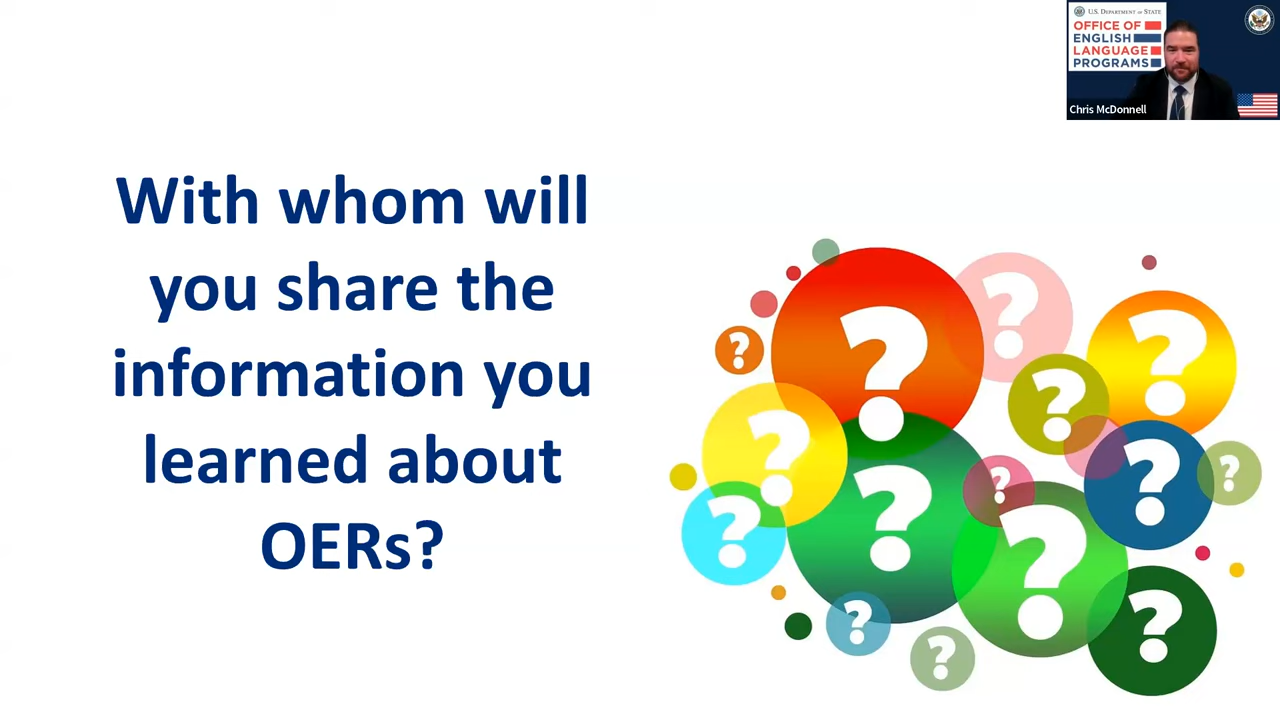 With whom will
you share the
information you
learned about
OERs?
U.S. DEPARTMENT OF STATE
OFFICE OF
ENGLISH
LANGUAGE
PROGRAMS
Chris McDonnell
?
?
?
?
?
?
?
?
?
?
?
?
?
?